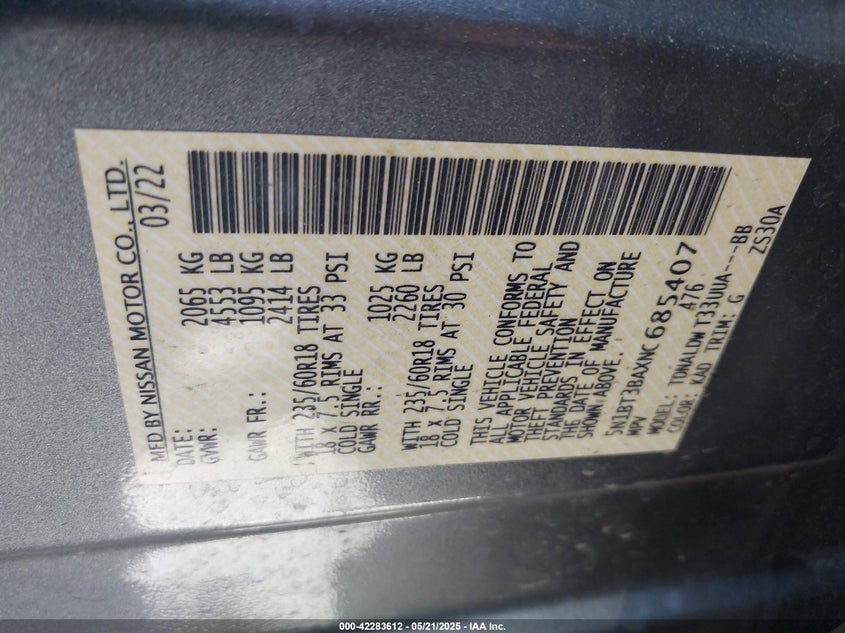 MFD BY NISSAN MOTOR CO., LTD.
DATE: 03/22
GVWR: 2065 KG
4553 LB
GAWR FR.: 1095 KG
2414 LB
WITH 235/60R18 TIRES
18 X 7.5 RIMS AT 33 PSI
COLD SINGLE
GAWR RR.: 1025 KG
2260 LB
WITH 235/60R18 TIRES
18 X 7.5 RIMS AT 30 PSI
COLD SINGLE
THIS VEHICLE CONFORMS TO
ALL APPLICABLE FEDERAL
MOTOR VEHICLE SAFETY AND
THEFT PREVENTION
STANDARDS IN EFFECT ON
THE DATE OF MANUFACTURE
SHOWN ABOVE.
5N1BT3BAXNC685407
MPV 476
MODEL: TONALDW T33UUA---BB
COLOR: KAD TRIM: G ZS30A
000-42283612 - 05/21/2025 - IAA Inc.